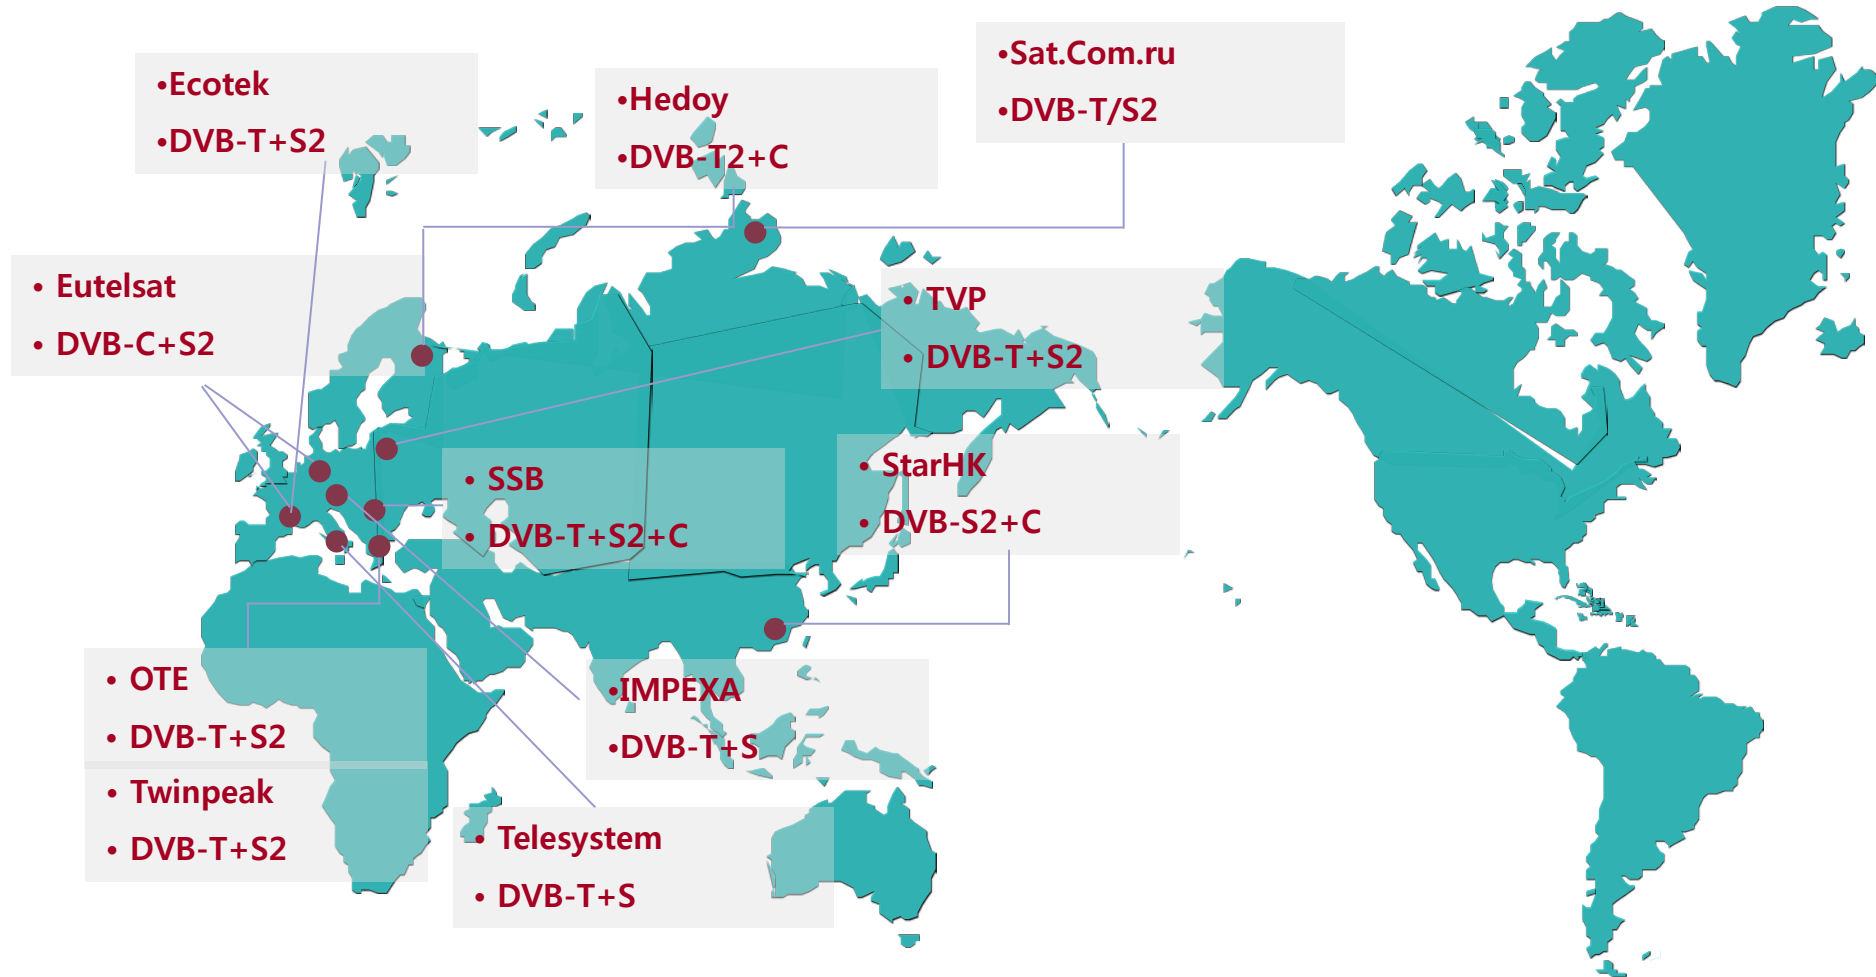 •Ecotek
•DVB-T+S2
•Hedoy
•DVB-T2+C
•Sat.Com.ru
•DVB-T/S2
• Eutelsat
• DVB-C+S2
• TVP
• DVB-T+S2
• SSB
• DVB-T+S2+C
• StarHK
• DVB-S2+C
• OTE
• DVB-T+S2
• Twinpeak
• DVB-T+S2
•IMPEXA
•DVB-T+S
• Telesystem
• DVB-T+S